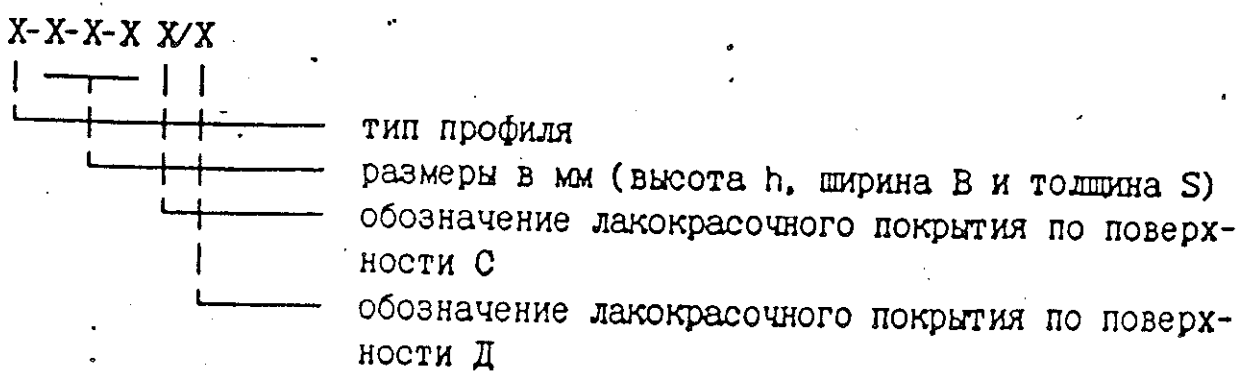 Х-Х-Х-Х Х/Х
тип профиля
размеры в мм (высота h, ширина В и толщина S)
обозначение лакокрасочного покрытия по поверх-
ности С
обозначение лакокрасочного покрытия по поверх-
ности Д